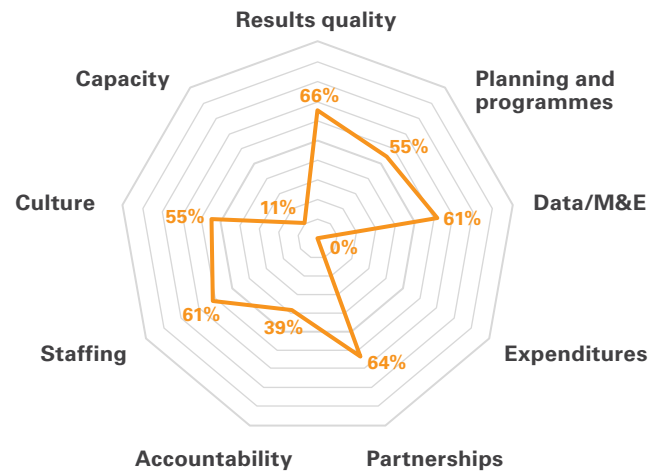 Results quality
Capacity
Planning and
programmes
66%
55%
11%
Culture
55%
Data/M&E
61%
0%
61%
39%
64%
Staffing
Expenditures
Accountability
Partnerships